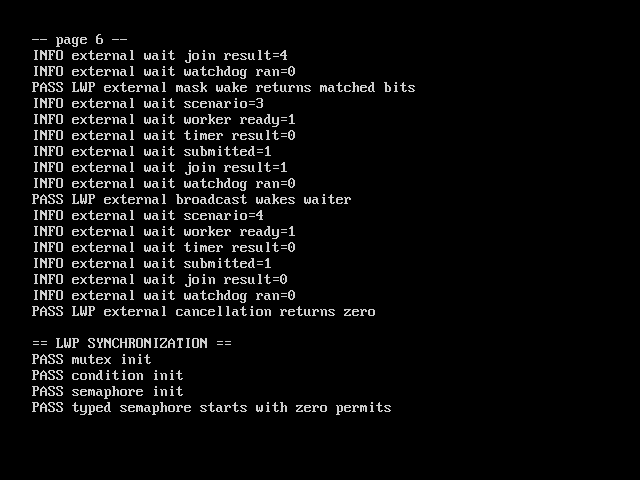 -- page 6 --
INFO external wait join result=4
INFO external wait watchdog ran=0
PASS LWP external mask wake returns matched bits
INFO external wait scenario=3
INFO external wait worker ready=1
INFO external wait timer result=0
INFO external wait submitted=1
INFO external wait join result=1
INFO external wait watchdog ran=0
PASS LWP external broadcast wakes waiter
INFO external wait scenario=4
INFO external wait worker ready=1
INFO external wait timer result=0
INFO external wait submitted=1
INFO external wait join result=0
INFO external wait watchdog ran=0
PASS LWP external cancellation returns zero
== LWP SYNCHRONIZATION ==
PASS mutex init
PASS condition init
PASS semaphore init
PASS typed semaphore starts with zero permits